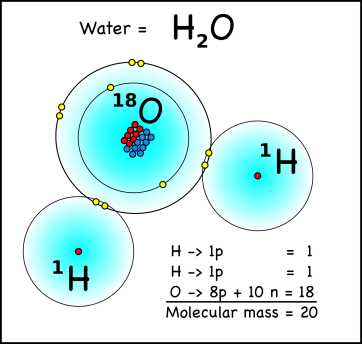 Water = H₂O
¹⁸O
¹H
¹H
H -> 1p = 1
H -> 1p = 1
O -> 8p + 10 n = 18
Molecular mass = 20